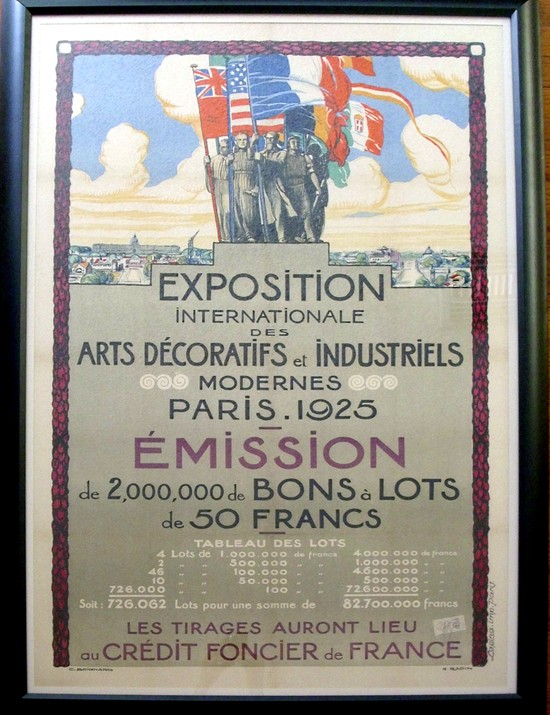 EXPOSITION
INTERNATIONALE
DES
ARTS DÉCORATIFS et INDUSTRIELS
MODERNES
PARIS. 1925
ÉMISSION
de 2,000,000 de BONS à LOTS
de 50 FRANCS
TABLEAU DES LOTS
4 Lots de 1.000.000 de francs 4.000.000 de francs
2 " " 500.000 " 1.000.000 "
46 " " 100.000 " 4.600.000 "
10 " " 50.000 " 500.000 "
726.000 " " 100 " 72.600.000 "
Soit: 726.062 Lots pour une somme de 82.700.000 francs
LES TIRAGES AURONT LIEU
au CRÉDIT FONCIER de FRANCE